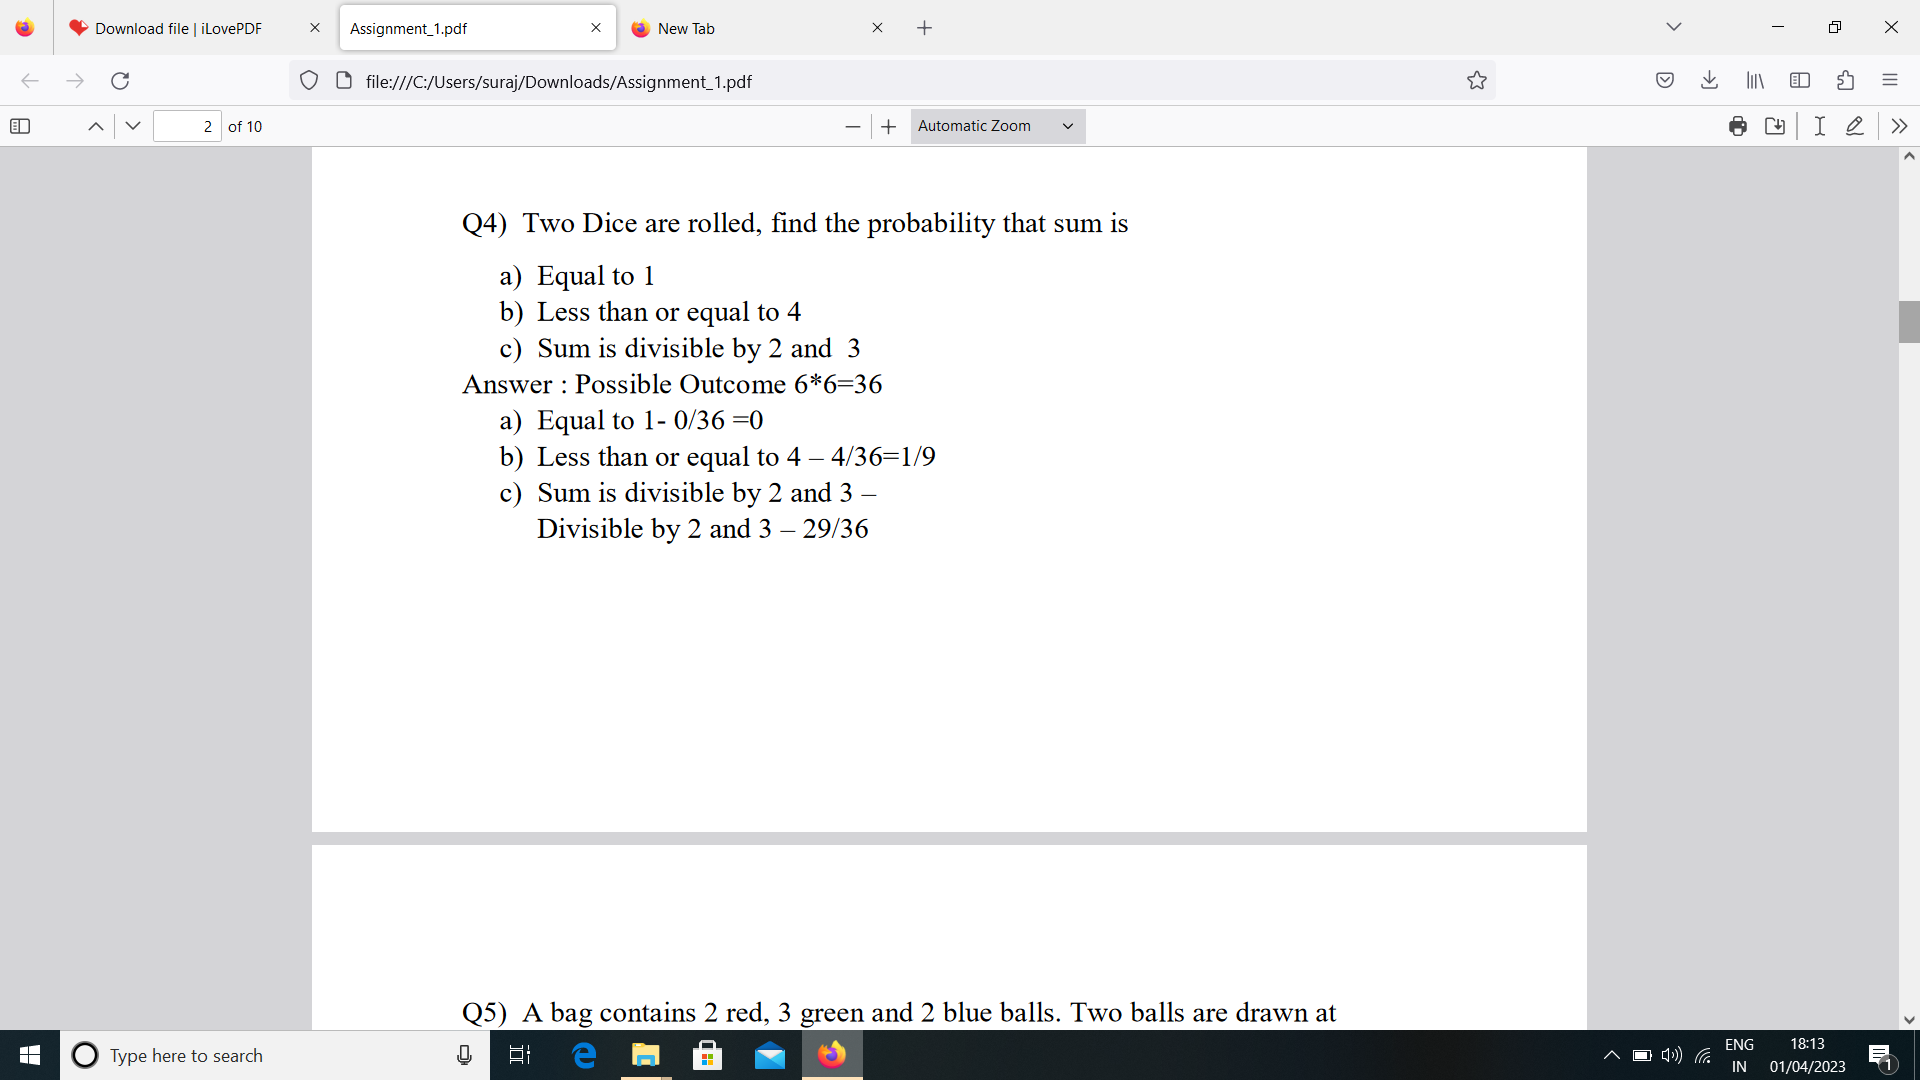 Download file | iLovePDF
Assignment_1.pdf
New Tab
file:///C:/Users/suraj/Downloads/Assignment_1.pdf
2 of 10
Automatic Zoom
Q4) Two Dice are rolled, find the probability that sum is
a) Equal to 1
b) Less than or equal to 4
c) Sum is divisible by 2 and 3
Answer : Possible Outcome 6*6=36
a) Equal to 1- 0/36 =0
b) Less than or equal to 4 – 4/36=1/9
c) Sum is divisible by 2 and 3 –
Divisible by 2 and 3 – 29/36
Q5) A bag contains 2 red, 3 green and 2 blue balls. Two balls are drawn at
Type here to search
ENG
IN
18:13
01/04/2023
1